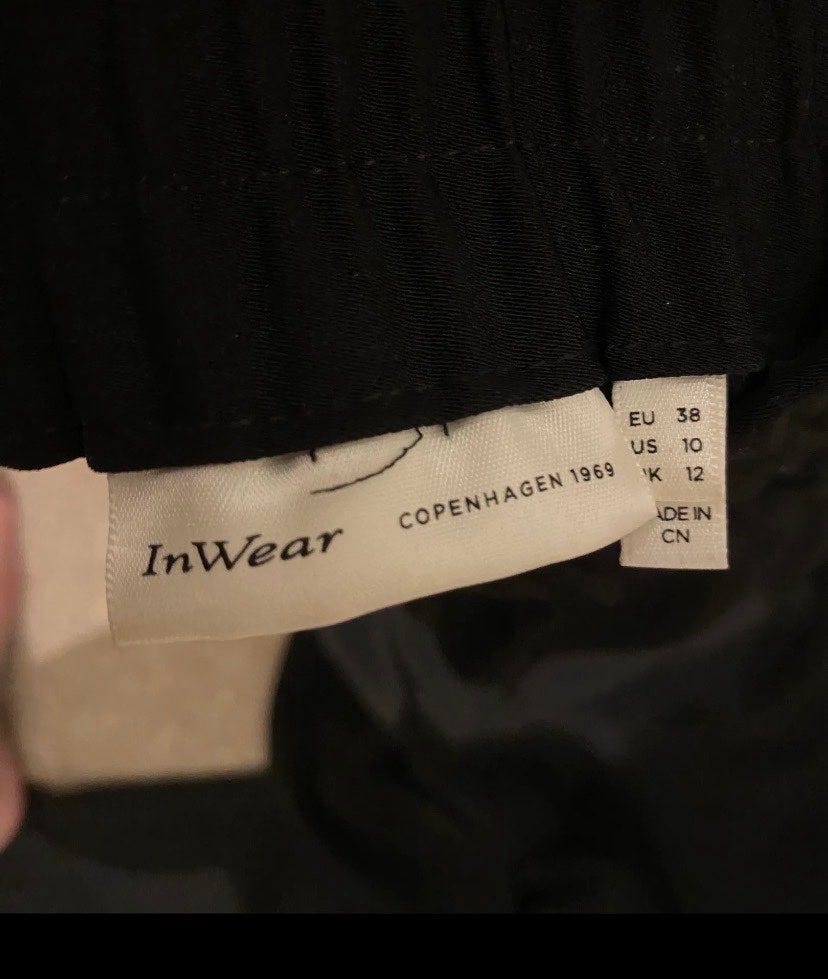 InWear
COPENHAGEN 1969
EU 38
US 10
K 12
ADE IN
CN